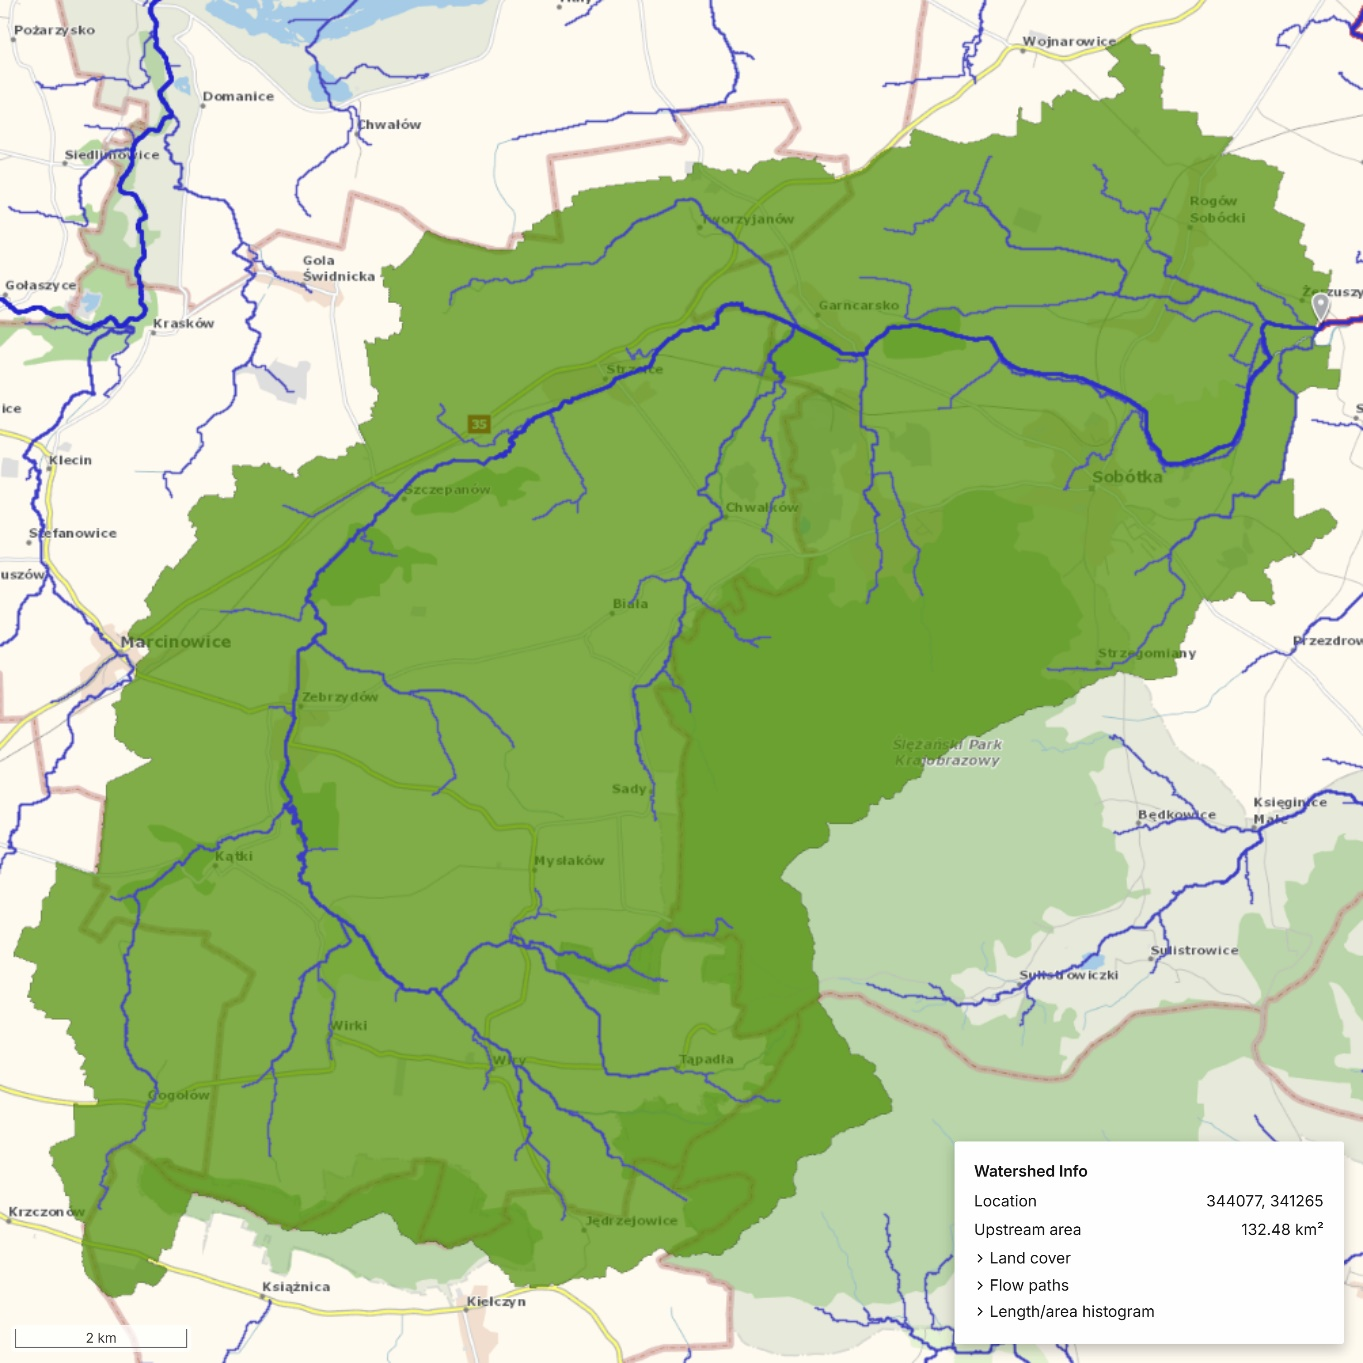 Pożarzysko
Wojnarowice
Domanice
Chwałów
Siedlimowice
Rogów
Sobócki
Tworzyjanów
Gola
Świdnicka
Gołaszyce
Garncarsko
Krasków
Strzelce
35
Klecin
Szczepanów
Sobótka
Chwałków
Stefanowice
Biała
Marcinowice
Przezdrow
Strzegomiany
Zebrzydów
Ślężański Park
Krajobrazowy
Sady
Księginice
Małe
Będkowice
Kątki
Mysłaków
Sulistrowice
Sulistrowiczki
Wirki
Wiry
Tąpadła
Gogołów
Krzczonów
Jędrzejowice
Książnica
Kiełczyn
2 km
Watershed Info
Location 344077, 341265
Upstream area 132.48 km²
> Land cover
> Flow paths
> Length/area histogram